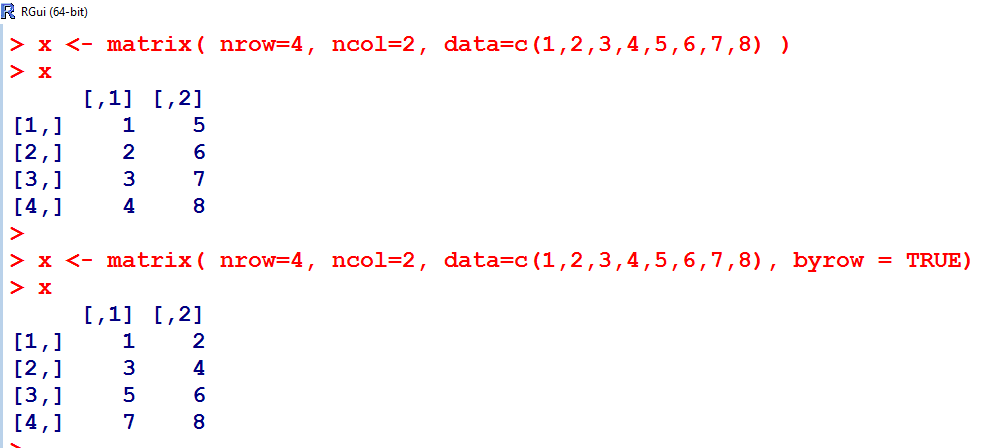 RGui (64-bit)
> x <- matrix( nrow=4, ncol=2, data=c(1,2,3,4,5,6,7,8) )
> x
     [,1] [,2]
[1,]    1    5
[2,]    2    6
[3,]    3    7
[4,]    4    8
>
> x <- matrix( nrow=4, ncol=2, data=c(1,2,3,4,5,6,7,8), byrow = TRUE)
> x
     [,1] [,2]
[1,]    1    2
[2,]    3    4
[3,]    5    6
[4,]    7    8
>